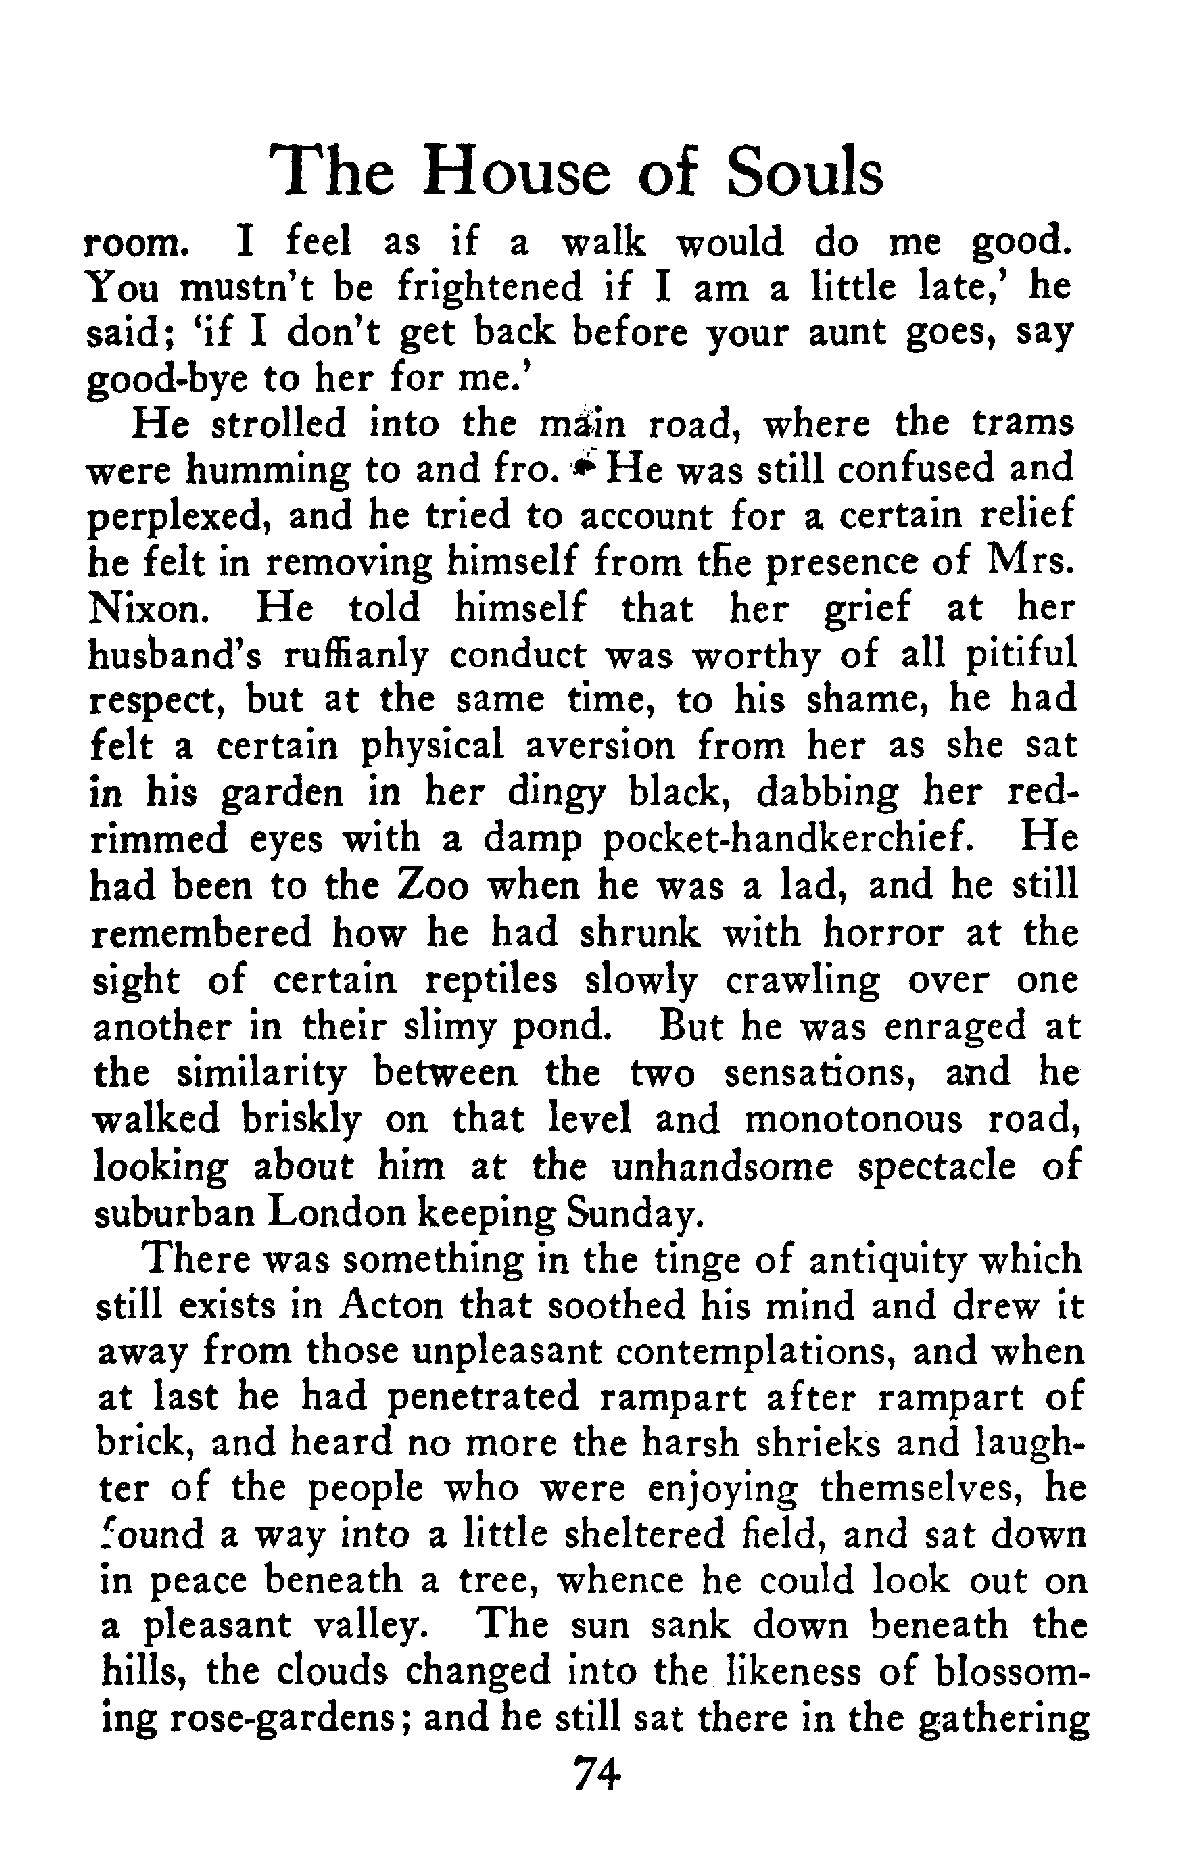 The House of Souls
room. I feel as if a walk would do me good.
You mustn't be frightened if I am a little late,' he
said; 'if I don't get back before your aunt goes, say
good-bye to her for me.'
He strolled into the main road, where the trams
were humming to and fro. He was still confused and
perplexed, and he tried to account for a certain relief
he felt in removing himself from the presence of Mrs.
Nixon. He told himself that her grief at her
husband's ruffianly conduct was worthy of all pitiful
respect, but at the same time, to his shame, he had
felt a certain physical aversion from her as she sat
in his garden in her dingy black, dabbing her red-
rimmed eyes with a damp pocket-handkerchief. He
had been to the Zoo when he was a lad, and he still
remembered how he had shrunk with horror at the
sight of certain reptiles slowly crawling over one
another in their slimy pond. But he was enraged at
the similarity between the two sensations, and he
walked briskly on that level and monotonous road,
looking about him at the unhandsome spectacle of
suburban London keeping Sunday.
There was something in the tinge of antiquity which
still exists in Acton that soothed his mind and drew it
away from those unpleasant contemplations, and when
at last he had penetrated rampart after rampart of
brick, and heard no more the harsh shrieks and laugh-
ter of the people who were enjoying themselves, he
found a way into a little sheltered field, and sat down
in peace beneath a tree, whence he could look out on
a pleasant valley. The sun sank down beneath the
hills, the clouds changed into the likeness of blossom-
ing rose-gardens; and he still sat there in the gathering
74